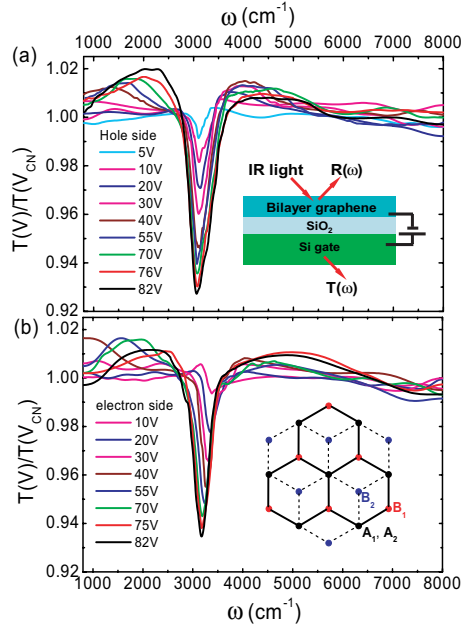 ω (cm⁻¹)
1000 2000 3000 4000 5000 6000 7000 8000
(a)
1.02
1.00
0.98
0.96
0.94
0.92
T(V)/T(V_CN)
Hole side
5V
10V
20V
30V
40V
55V
70V
76V
82V
IR light
R(ω)
Bilayer graphene
SiO₂
Si gate
T(ω)
(b)
1.02
1.00
0.98
0.96
0.94
0.92
T(V)/T(V_CN)
electron side
10V
20V
30V
40V
55V
70V
75V
82V
B₂
B₁
A₁, A₂
1000 2000 3000 4000 5000 6000 7000 8000
ω (cm⁻¹)